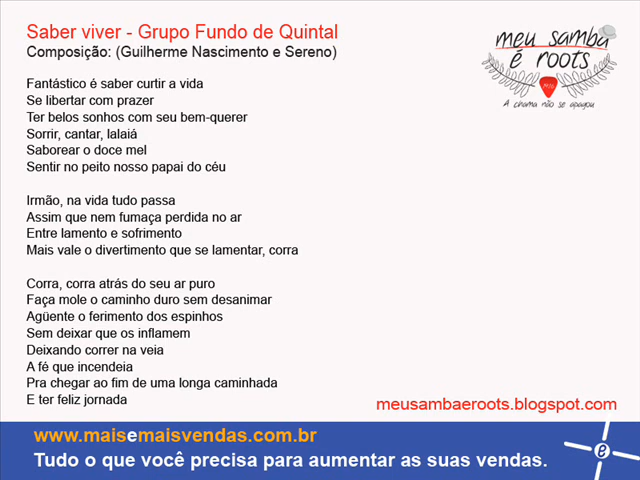 Saber viver - Grupo Fundo de Quintal
Composição: (Guilherme Nascimento e Sereno)
meu samba
é roots
A chama não se apagou
Fantástico é saber curtir a vida
Se libertar com prazer
Ter belos sonhos com seu bem-querer
Sorrir, cantar, lalaiá
Saborear o doce mel
Sentir no peito nosso papai do céu
Irmão, na vida tudo passa
Assim que nem fumaça perdida no ar
Entre lamento e sofrimento
Mais vale o divertimento que se lamentar, corra
Corra, corra atrás do seu ar puro
Faça mole o caminho duro sem desanimar
Agüente o ferimento dos espinhos
Sem deixar que os inflamem
Deixando correr na veia
A fé que incendeia
Pra chegar ao fim de uma longa caminhada
E ter feliz jornada
meusambaeroots.blogspot.com
www.maisemaisvendas.com.br
Tudo o que você precisa para aumentar as suas vendas.
e